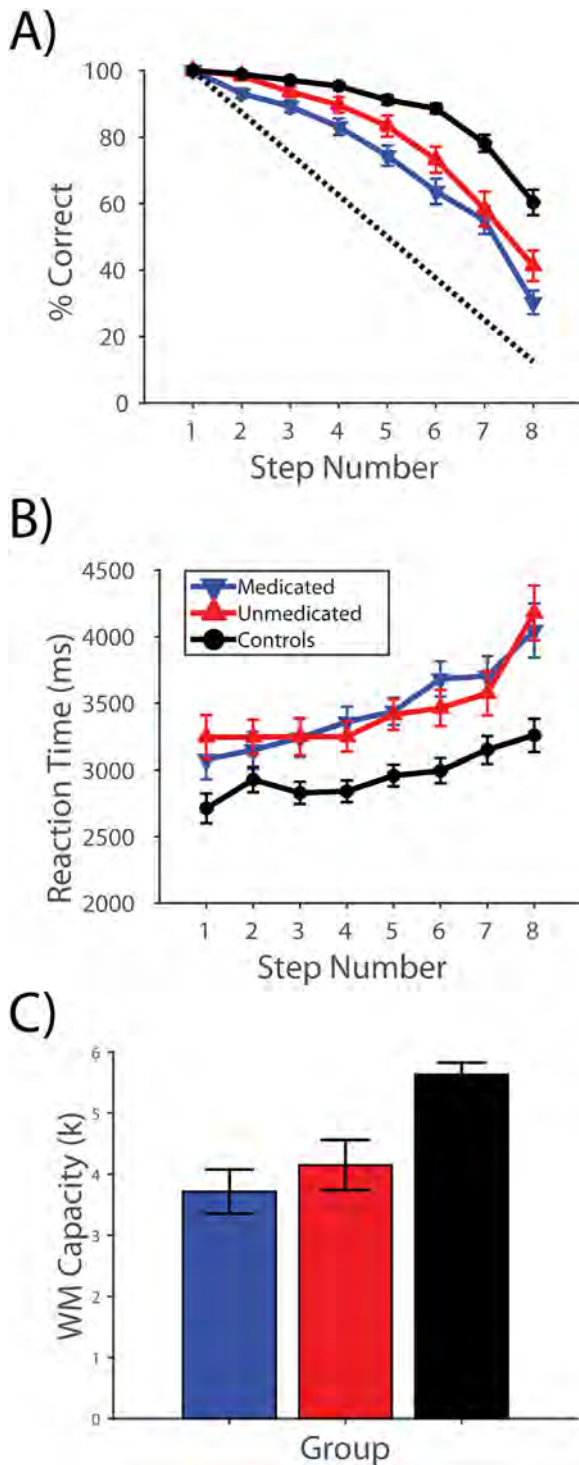 A)
% Correct
100
80
60
40
20
0
1 2 3 4 5 6 7 8
Step Number
B)
Reaction Time (ms)
4500
4000
3500
3000
2500
2000
Medicated
Unmedicated
Controls
1 2 3 4 5 6 7 8
Step Number
C)
WM Capacity (k)
6
5
4
3
2
1
0
Group